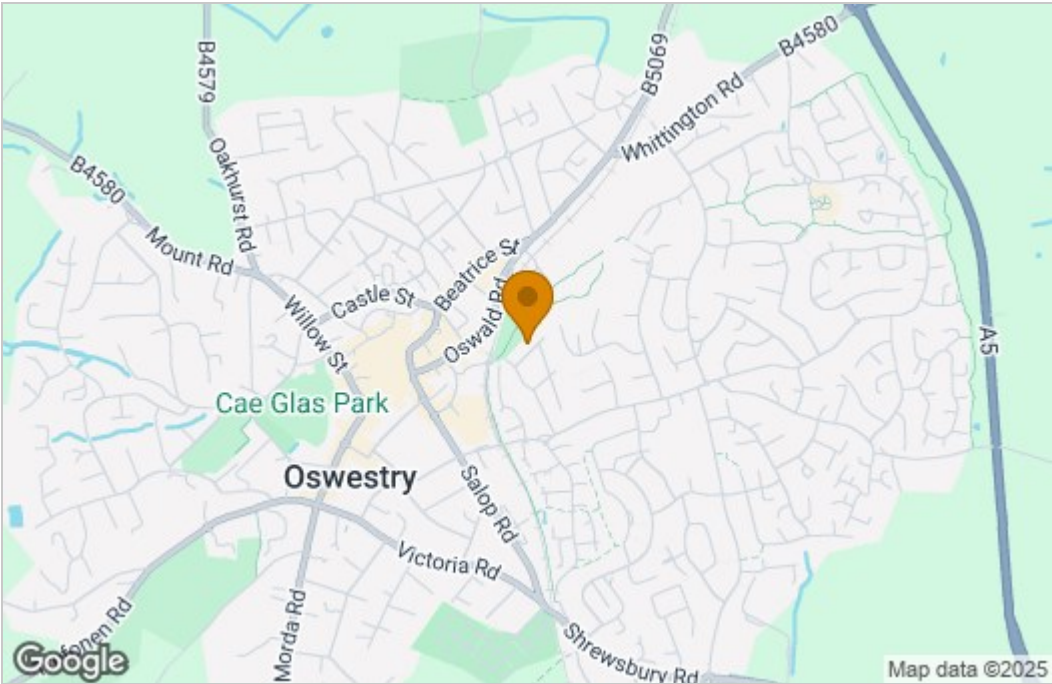 B4579
B5069
B4580
Whittington Rd
B4580
Oakhurst Rd
Mount Rd
Beatrice St
Castle St
Willow St
Oswald Rd
A5
Cae Glas Park
Oswestry
Salop Rd
Victoria Rd
Morda Rd
Shrewsbury Rd
Google
Map data ©2025